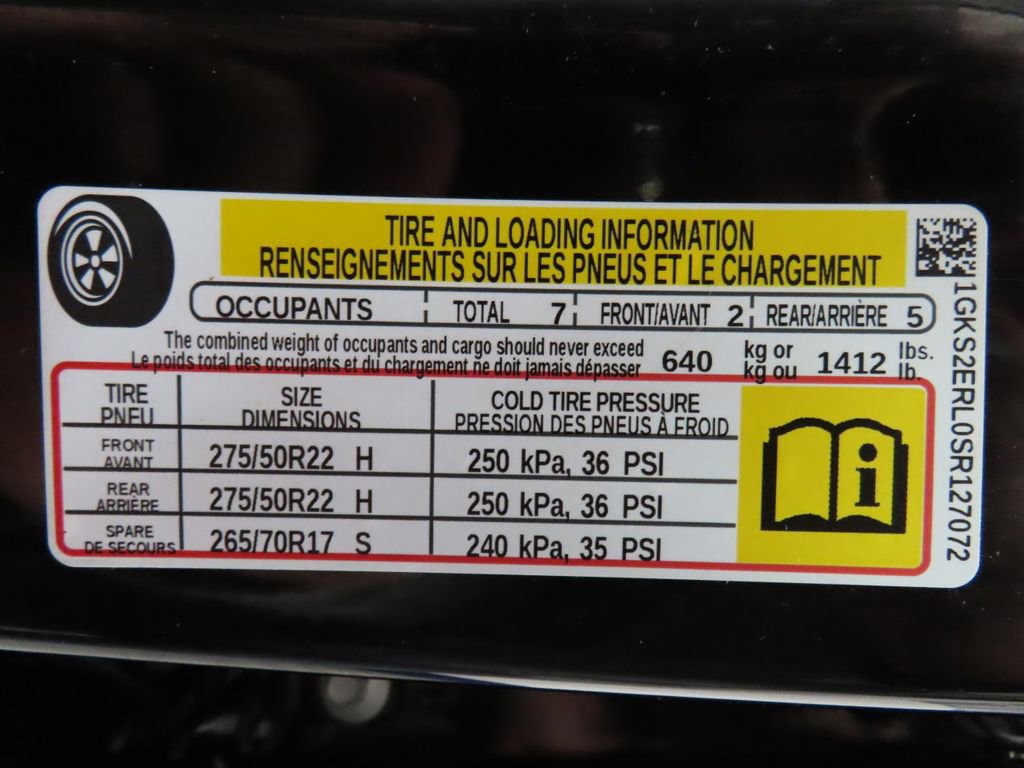 TIRE AND LOADING INFORMATION
RENSEIGNEMENTS SUR LES PNEUS ET LE CHARGEMENT
OCCUPANTS TOTAL 7 FRONT/AVANT 2 REAR/ARRIÈRE 5
The combined weight of occupants and cargo should never exceed 640 kg or 1412 lbs.
Le poids total des occupants et du chargement ne doit jamais dépasser kg ou lb.
TIRE SIZE COLD TIRE PRESSURE
PNEU DIMENSIONS PRESSION DES PNEUS À FROID
FRONT
AVANT 275/50R22 H 250 kPa, 36 PSI
REAR
ARRIÈRE 275/50R22 H 250 kPa, 36 PSI
SPARE
DE SECOURS 265/70R17 S 240 kPa, 35 PSI
i
1GKS2ERL0SR127072